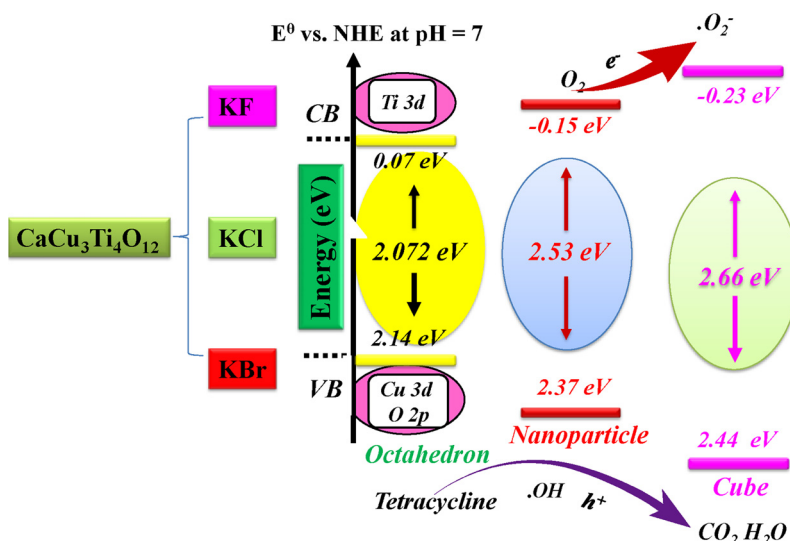 E⁰ vs. NHE at pH = 7
.O₂⁻
e⁻
O₂
KF
CB
Ti 3d
-0.15 eV
-0.23 eV
0.07 eV
CaCu₃Ti₄O₁₂
KCl
Energy (eV)
2.072 eV
2.53 eV
2.66 eV
2.14 eV
KBr
VB
Cu 3d
O 2p
2.37 eV
Nanoparticle
2.44 eV
Octahedron
Cube
Tetracycline
.OH
h⁺
CO₂ H₂O